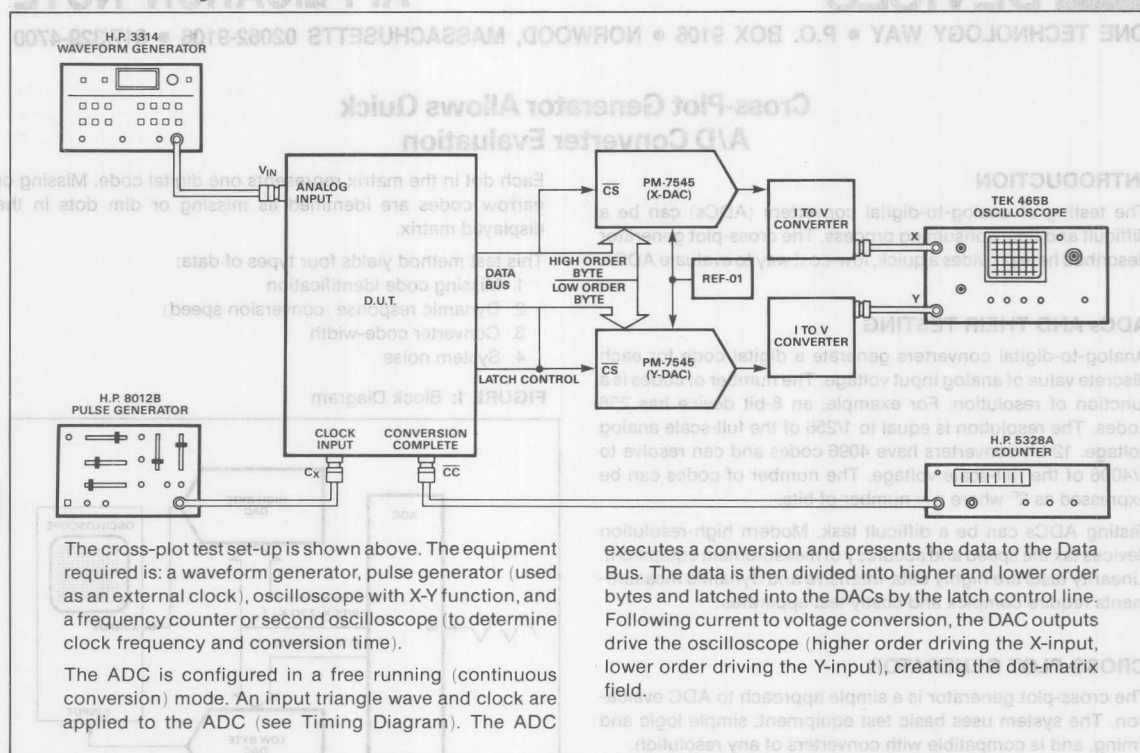 H.P. 3314
WAVEFORM GENERATOR
VIN
ANALOG
INPUT
D.U.T.
DATA
BUS
HIGH ORDER
BYTE
LOW ORDER
BYTE
LATCH CONTROL
CS
PM-7545
(X-DAC)
REF-01
CS
PM-7545
(Y-DAC)
I TO V
CONVERTER
I TO V
CONVERTER
TEK 465B
OSCILLOSCOPE
X
Y
H.P. 8012B
PULSE GENERATOR
CLOCK
INPUT
CONVERSION
COMPLETE
CX
CC
H.P. 5328A
COUNTER
The cross-plot test set-up is shown above. The equipment
required is: a waveform generator, pulse generator (used
as an external clock), oscilloscope with X-Y function, and
a frequency counter or second oscilloscope (to determine
clock frequency and conversion time).
The ADC is configured in a free running (continuous
conversion) mode. An input triangle wave and clock are
applied to the ADC (see Timing Diagram). The ADC
executes a conversion and presents the data to the Data
Bus. The data is then divided into higher and lower order
bytes and latched into the DACs by the latch control line.
Following current to voltage conversion, the DAC outputs
drive the oscilloscope (higher order driving the X-input,
lower order driving the Y-input), creating the dot-matrix
field.